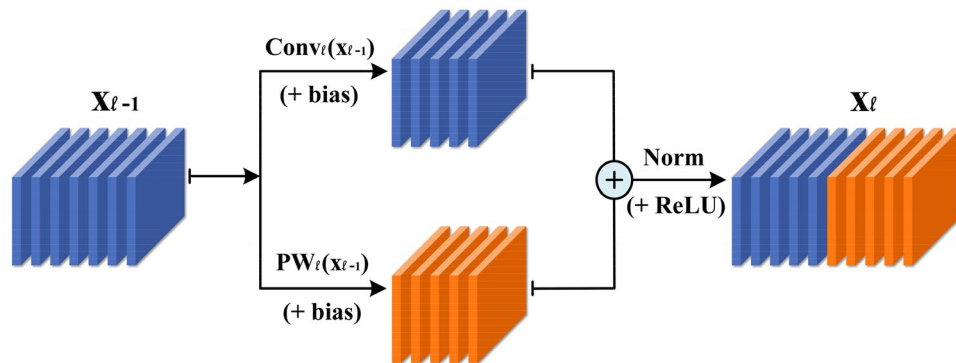 Xℓ-1
Convℓ(xℓ-1)
(+ bias)
PWℓ(xℓ-1)
(+ bias)
+
Norm
(+ ReLU)
Xℓ